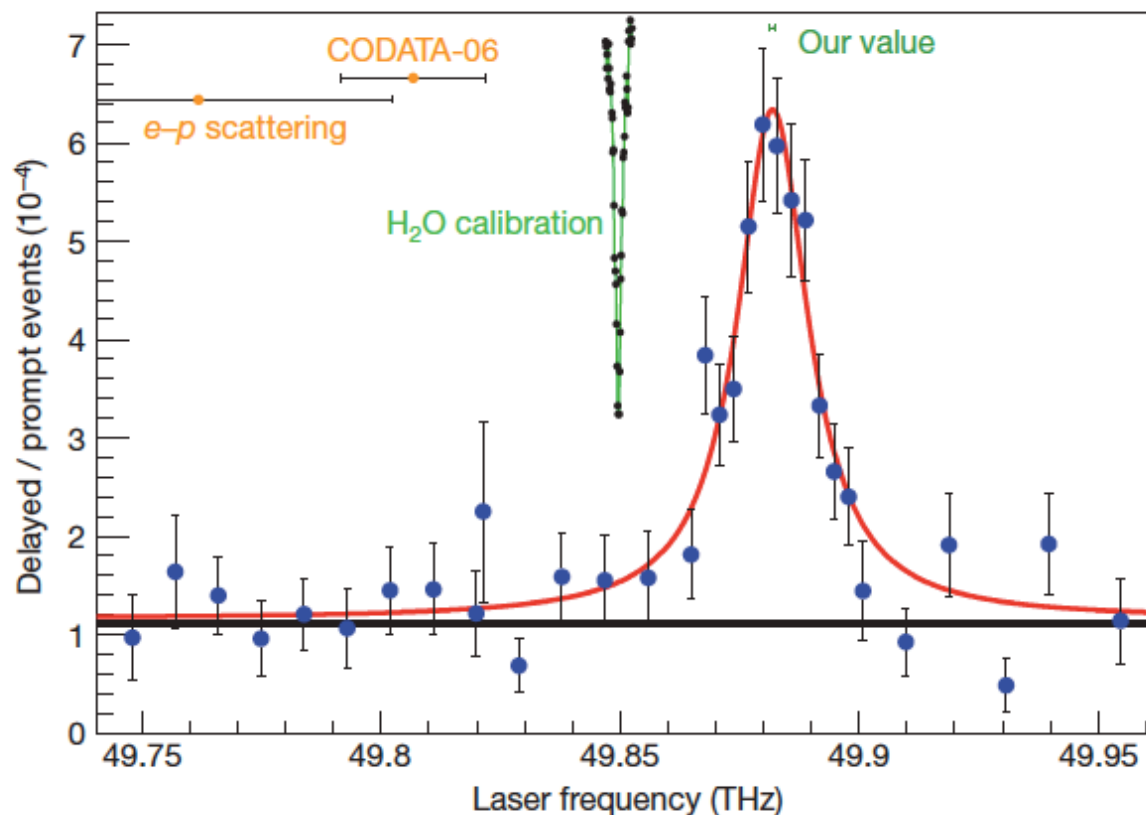 CODATA-06
Our value
e–p scattering
H₂O calibration
Delayed / prompt events (10⁻⁴)
7
6
5
4
3
2
1
0
49.75 49.8 49.85 49.9 49.95
Laser frequency (THz)